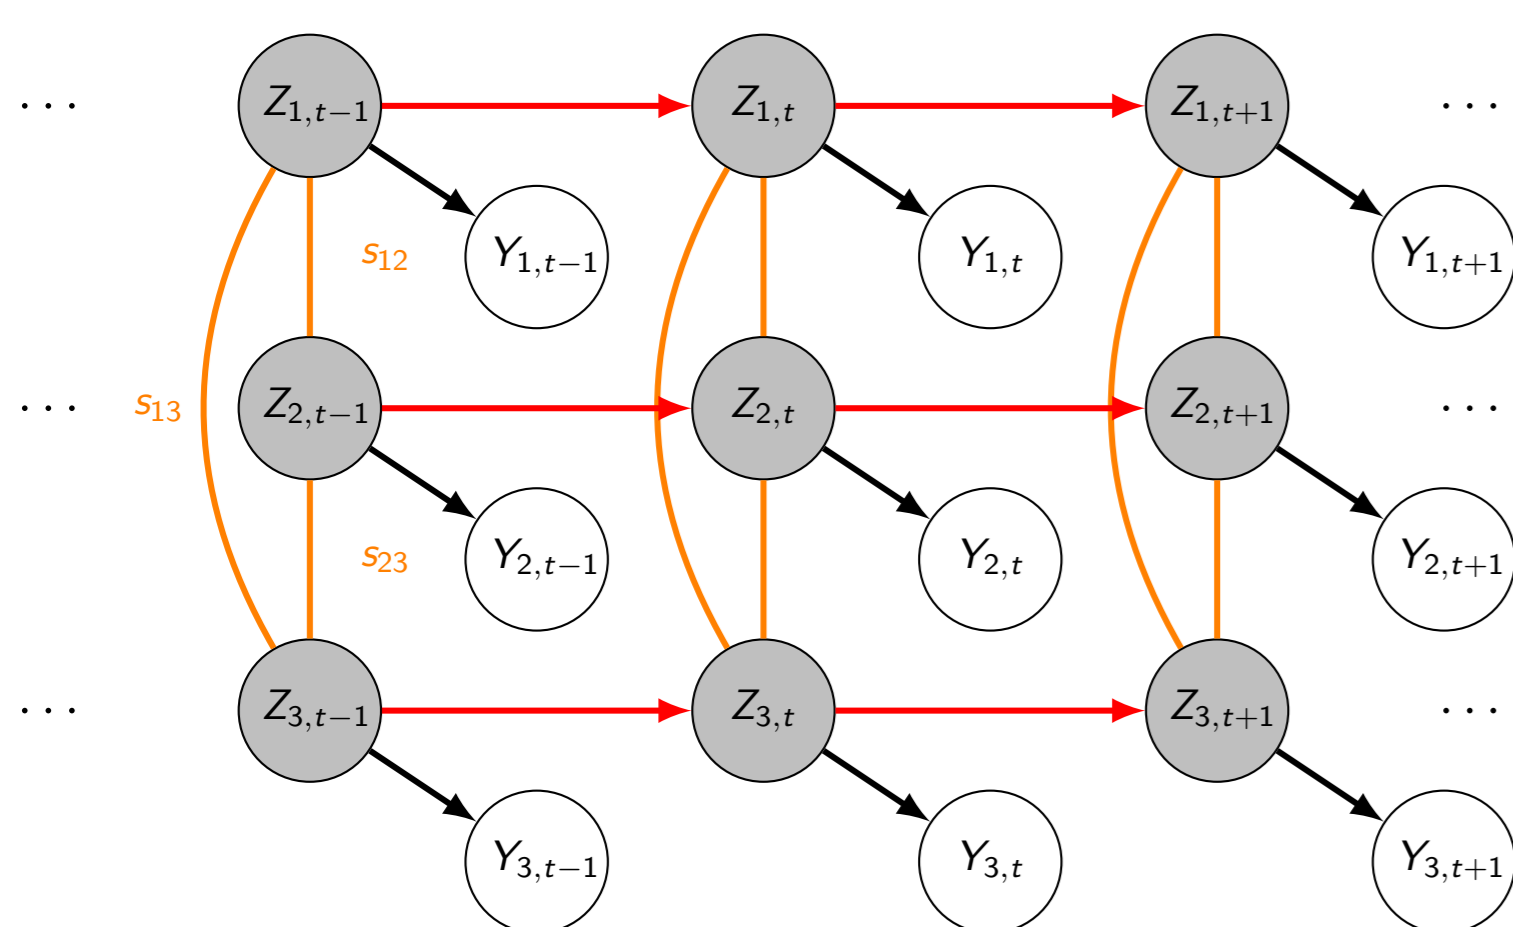 … Z₁,ₜ₋₁ Z₁,ₜ Z₁,ₜ₊₁ …
s₁₂ Y₁,ₜ₋₁ Y₁,ₜ Y₁,ₜ₊₁
… s₁₃ Z₂,ₜ₋₁ Z₂,ₜ Z₂,ₜ₊₁ …
s₂₃ Y₂,ₜ₋₁ Y₂,ₜ Y₂,ₜ₊₁
… Z₃,ₜ₋₁ Z₃,ₜ Z₃,ₜ₊₁ …
Y₃,ₜ₋₁ Y₃,ₜ Y₃,ₜ₊₁